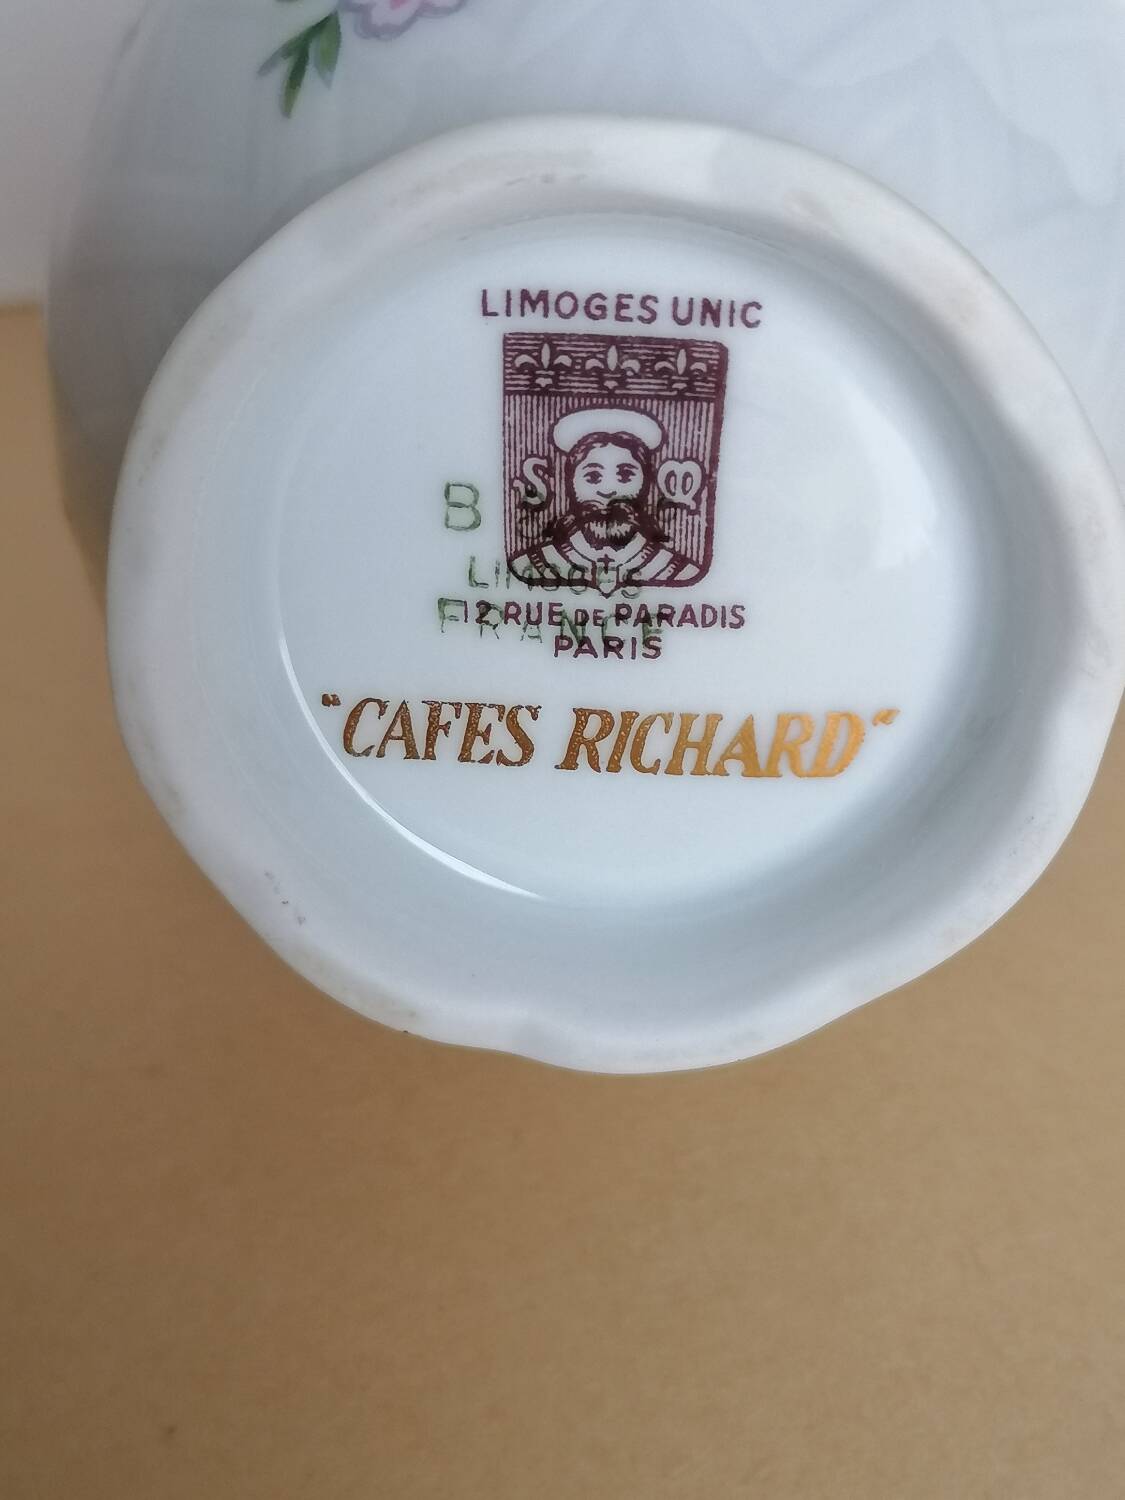 LIMOGES UNIC
S M
B
LIMOGES
FRANCE
12 RUE DE PARADIS
PARIS
"CAFES RICHARD"